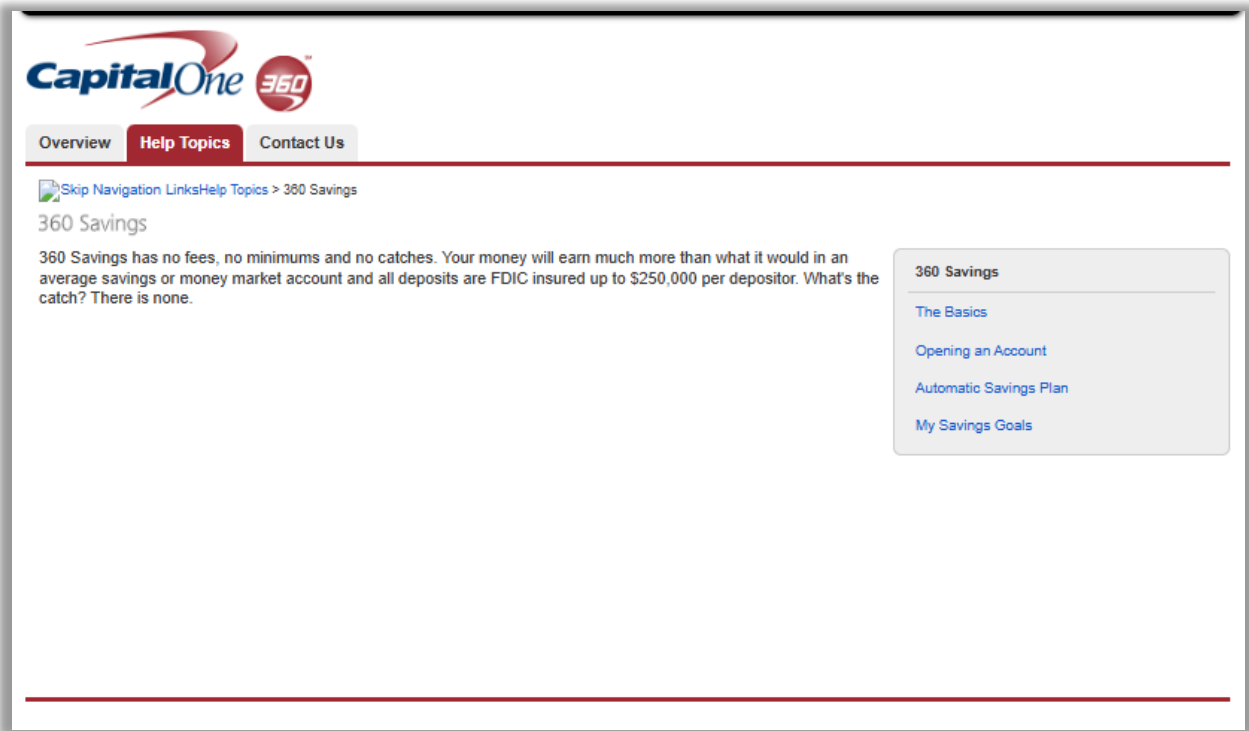 CapitalOne 360 SM
Overview Help Topics Contact Us
Skip Navigation LinksHelp Topics > 360 Savings
360 Savings
360 Savings has no fees, no minimums and no catches. Your money will earn much more than what it would in an
average savings or money market account and all deposits are FDIC insured up to $250,000 per depositor. What's the
catch? There is none.
360 Savings
The Basics
Opening an Account
Automatic Savings Plan
My Savings Goals